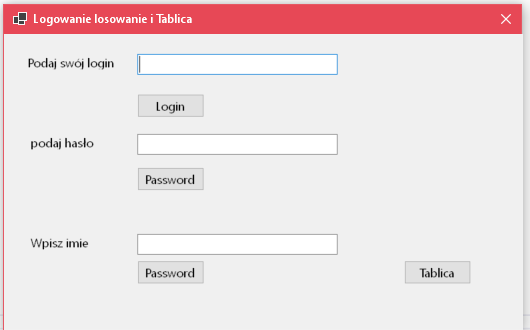 Logowanie losowanie i Tablica
Podaj swój login
Login
podaj hasło
Password
Wpisz imie
Password
Tablica